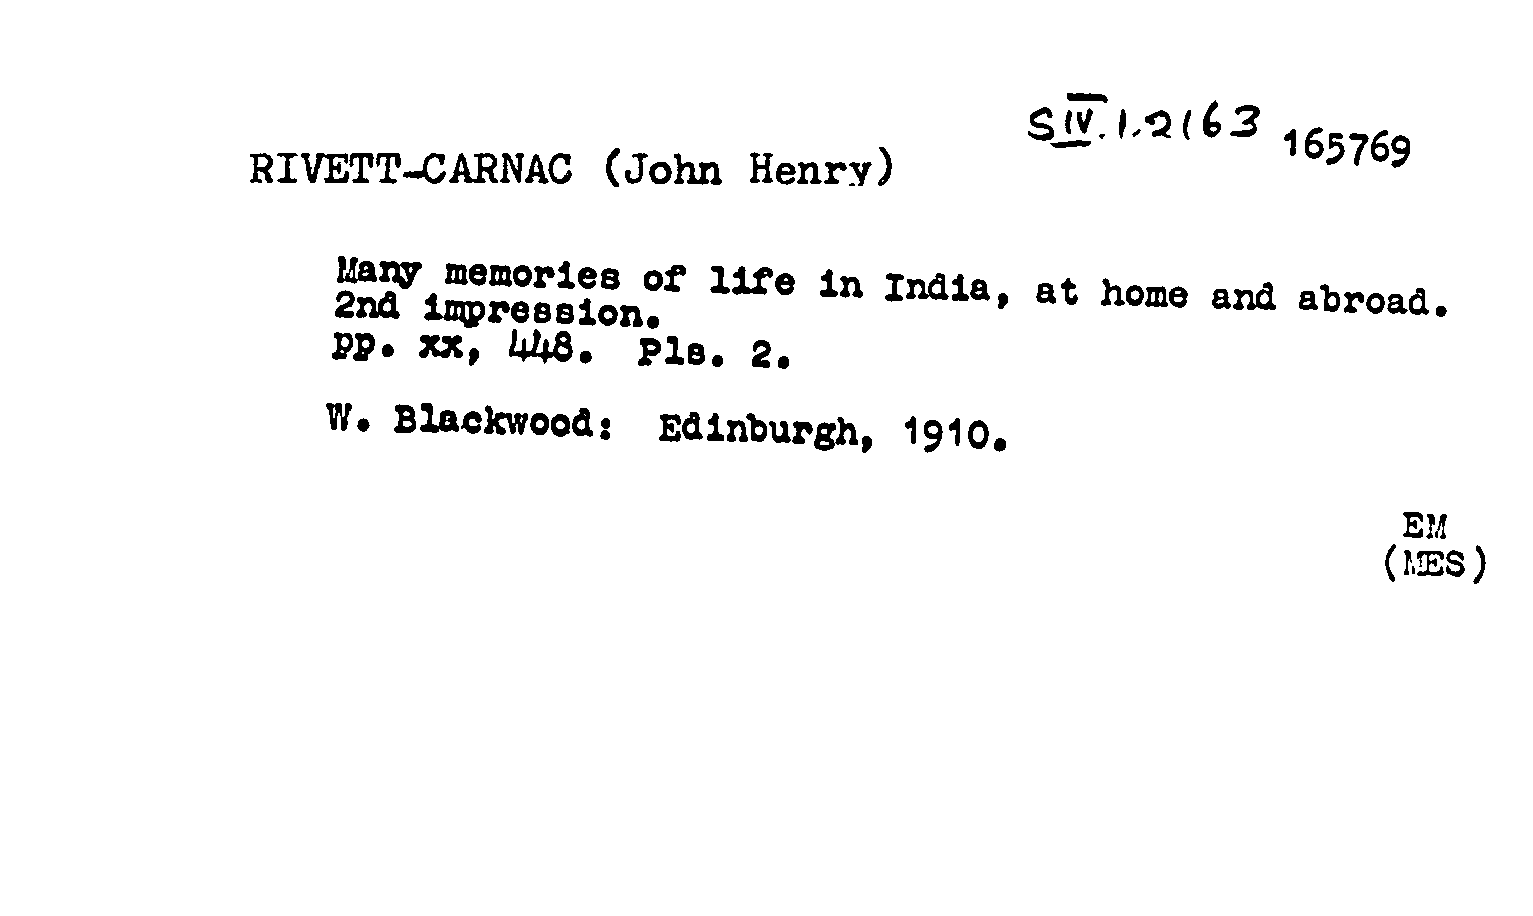 S IV. 1.2163 165769
RIVETT-CARNAC (John Henry)
Many memories of life in India, at home and abroad.
2nd impression.
pp. xx, 448. Pls. 2.
W. Blackwood: Edinburgh, 1910.
EM
(MES)